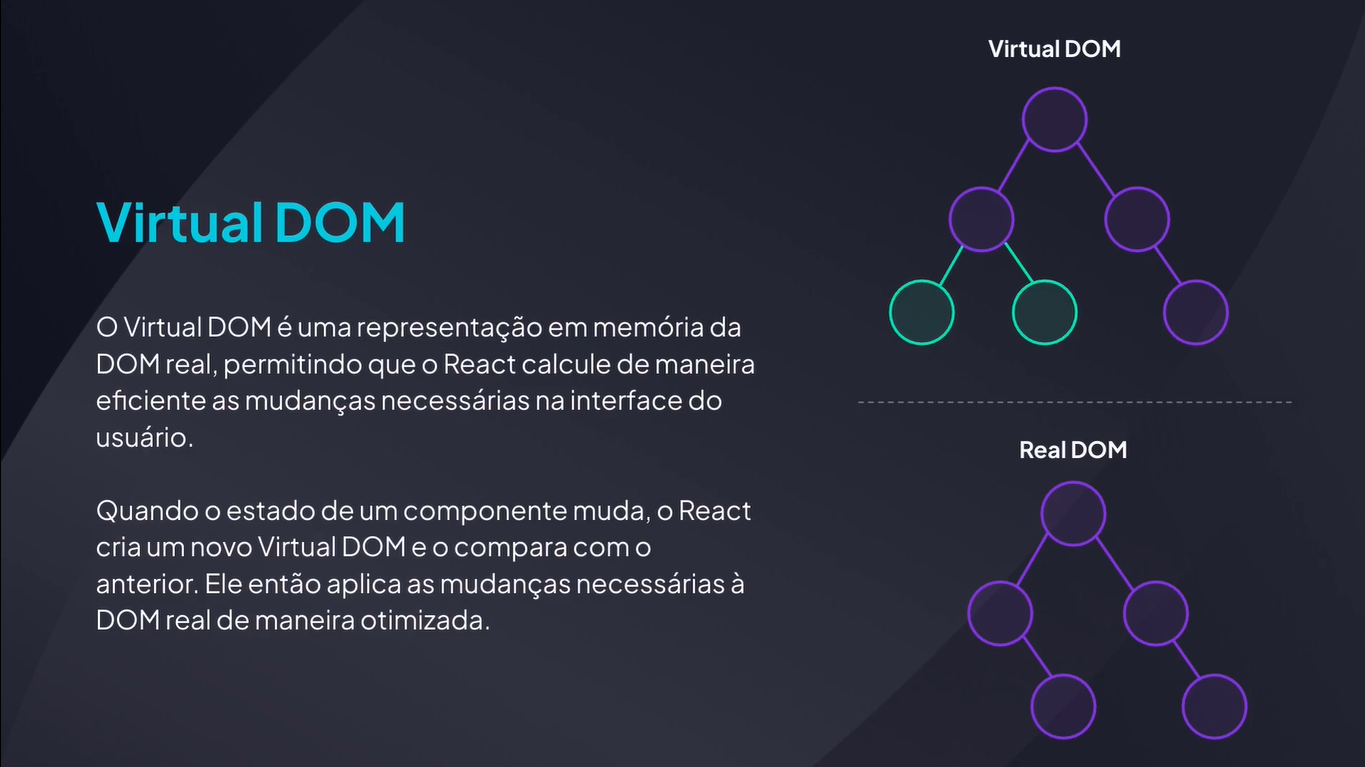 Virtual DOM
O Virtual DOM é uma representação em memória da
DOM real, permitindo que o React calcule de maneira
eficiente as mudanças necessárias na interface do
usuário.
Quando o estado de um componente muda, o React
cria um novo Virtual DOM e o compara com o
anterior. Ele então aplica as mudanças necessárias à
DOM real de maneira otimizada.
Virtual DOM
Real DOM